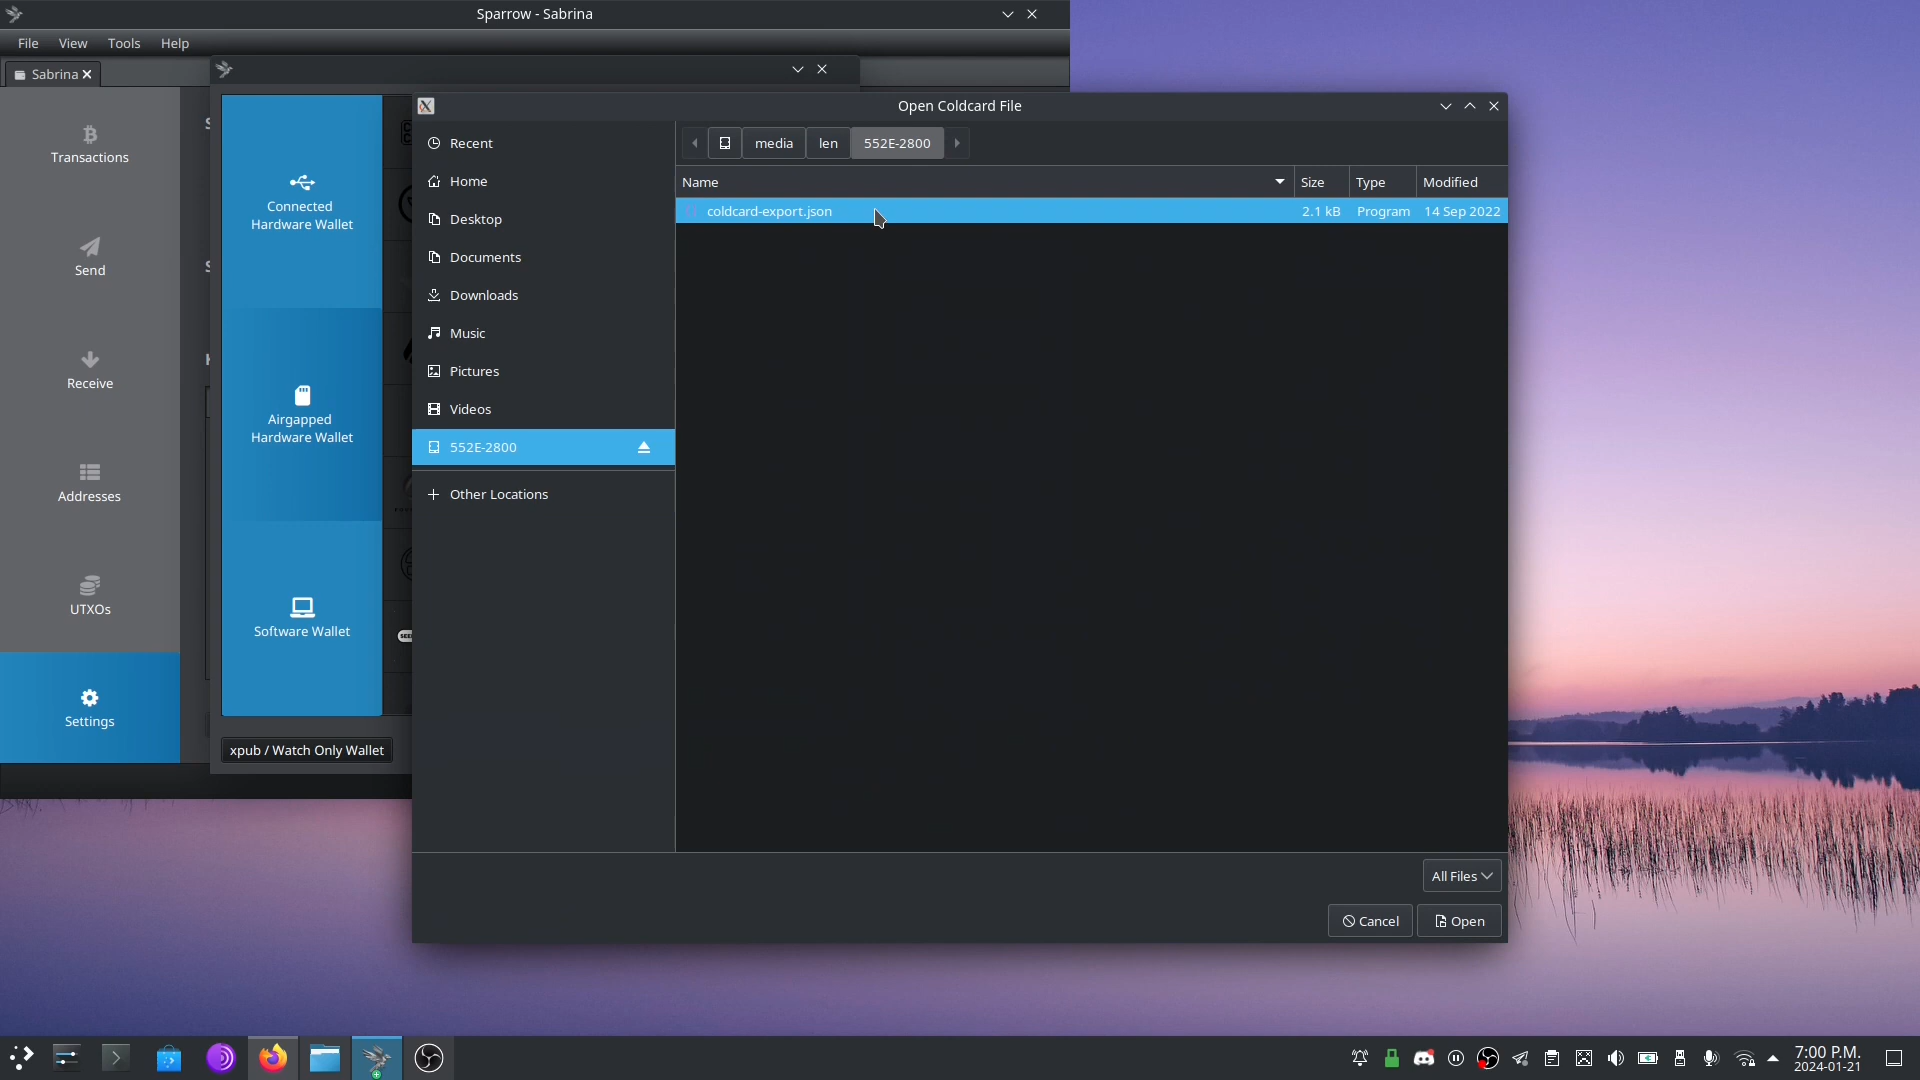 Sparrow - Sabrina
File View Tools Help
Sabrina
Open Coldcard File
Transactions
Send
Receive
Addresses
UTXOs
Settings
Connected
Hardware Wallet
Airgapped
Hardware Wallet
Software Wallet
xpub / Watch Only Wallet
Recent
Home
Desktop
Documents
Downloads
Music
Pictures
Videos
552E-2800
Other Locations
media len 552E-2800
Name Size Type Modified
coldcard-export.json 2.1 kB Program 14 Sep 2022
All Files
Cancel Open
7:00 P.M.
2024-01-21